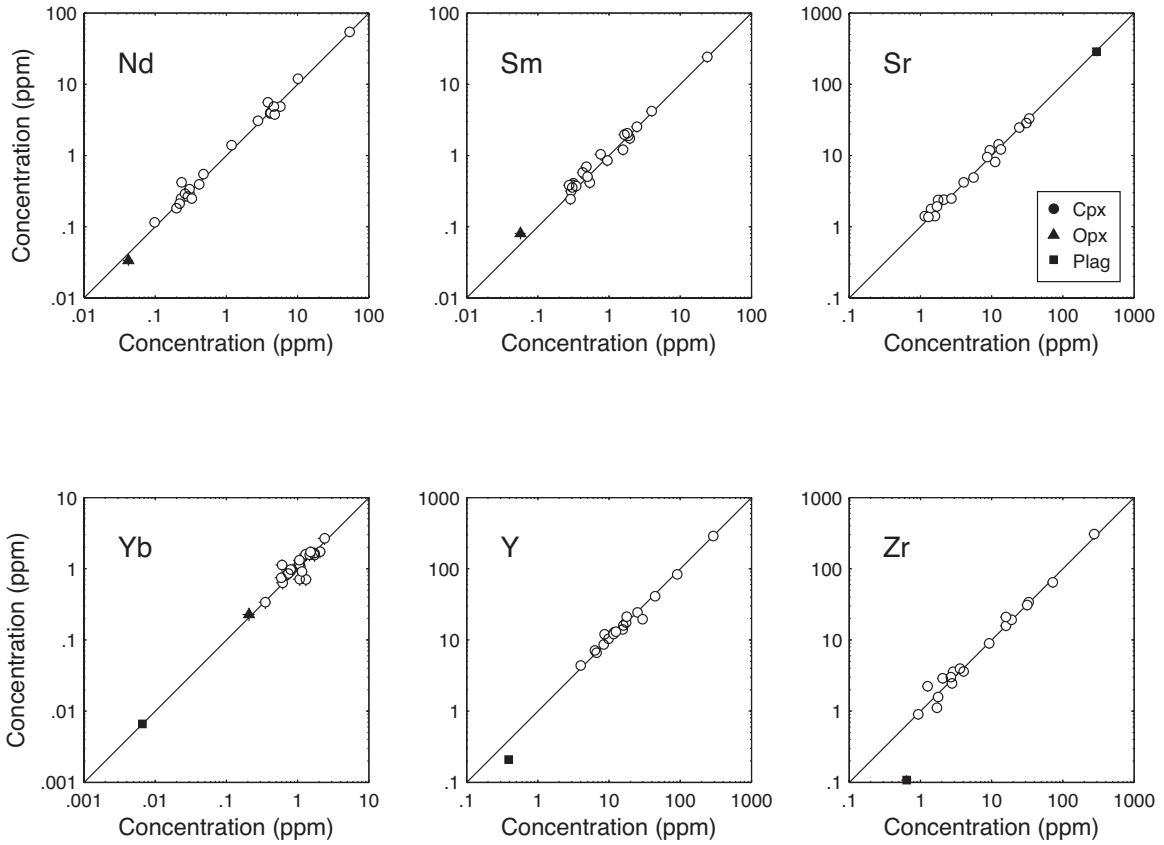 Nd
Concentration (ppm)
100
10
1
.1
.01
.01 .1 1 10 100
Concentration (ppm)
Sm
100
10
1
.1
.01
.01 .1 1 10 100
Concentration (ppm)
Sr
1000
100
10
1
.1
.1 1 10 100 1000
Concentration (ppm)
Cpx
Opx
Plag
Yb
Concentration (ppm)
10
1
.1
.01
.001
.001 .01 .1 1 10
Concentration (ppm)
Y
1000
100
10
1
.1
.1 1 10 100 1000
Concentration (ppm)
Zr
1000
100
10
1
.1
.1 1 10 100 1000
Concentration (ppm)